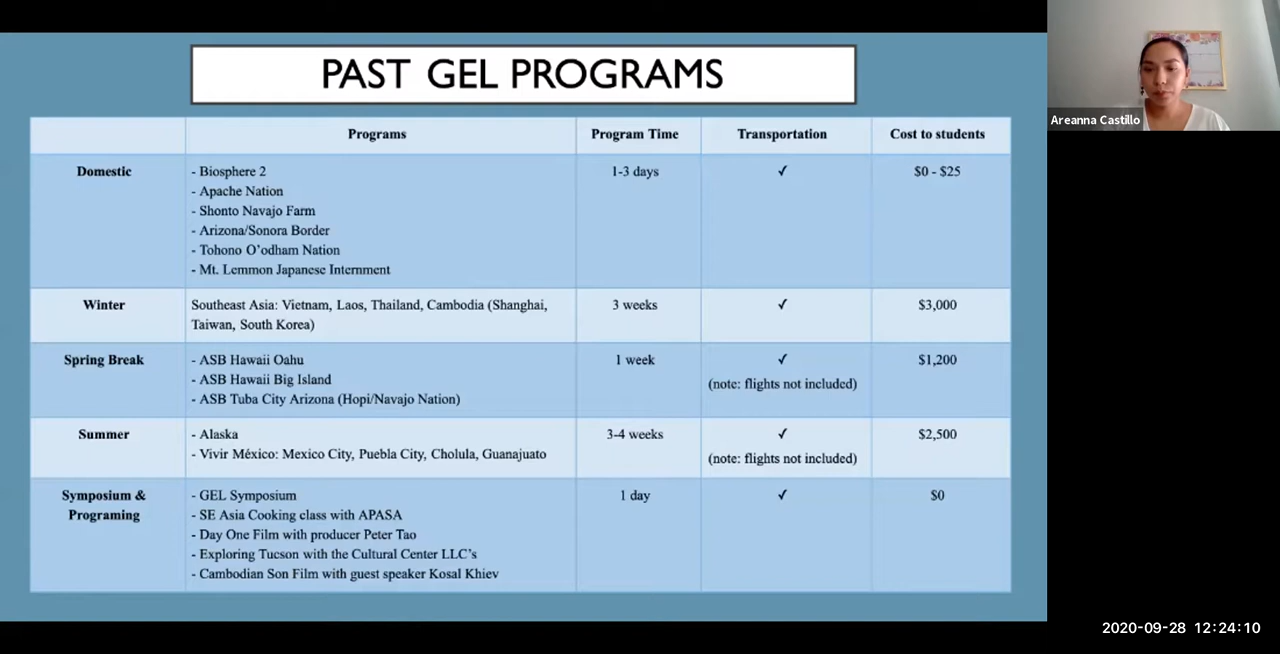 PAST GEL PROGRAMS
Areanna Castillo
Programs Program Time Transportation Cost to students
Domestic - Biosphere 2 1-3 days ✓ $0 - $25
- Apache Nation
- Shonto Navajo Farm
- Arizona/Sonora Border
- Tohono O'odham Nation
- Mt. Lemmon Japanese Internment
Winter Southeast Asia: Vietnam, Laos, Thailand, Cambodia (Shanghai, 3 weeks ✓ $3,000
Taiwan, South Korea)
Spring Break - ASB Hawaii Oahu 1 week ✓ $1,200
- ASB Hawaii Big Island (note: flights not included)
- ASB Tuba City Arizona (Hopi/Navajo Nation)
Summer - Alaska 3-4 weeks ✓ $2,500
- Vivir México: Mexico City, Puebla City, Cholula, Guanajuato (note: flights not included)
Symposium & - GEL Symposium 1 day ✓ $0
Programing - SE Asia Cooking class with APASA
- Day One Film with producer Peter Tao
- Exploring Tucson with the Cultural Center LLC's
- Cambodian Son Film with guest speaker Kosal Khiev
2020-09-28 12:24:10